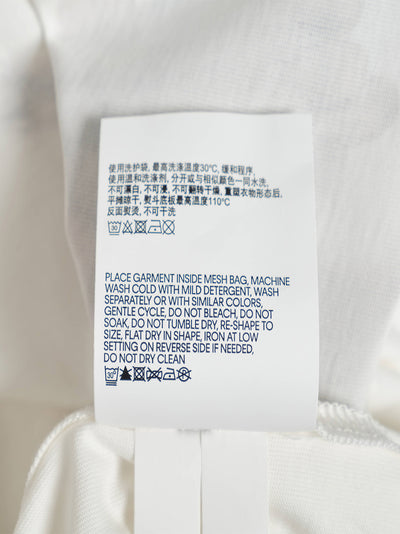 使用洗护袋, 最高洗涤温度30°C, 缓和程序,
使用温和洗涤剂, 分开或与相似颜色一同水洗,
不可漂白, 不可浸, 不可翻转干燥, 重塑衣物形态后,
平摊晾干, 熨斗底板最高温度110°C
反面熨烫, 不可干洗
30
PLACE GARMENT INSIDE MESH BAG, MACHINE
WASH COLD WITH MILD DETERGENT, WASH
SEPARATELY OR WITH SIMILAR COLORS,
GENTLE CYCLE, DO NOT BLEACH, DO NOT
SOAK, DO NOT TUMBLE DRY, RE-SHAPE TO
SIZE, FLAT DRY IN SHAPE, IRON AT LOW
SETTING ON REVERSE SIDE IF NEEDED,
DO NOT DRY CLEAN
30°